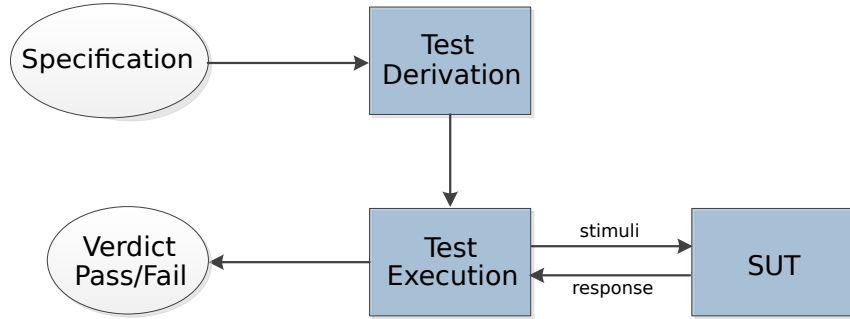 Specification
Test
Derivation
Verdict
Pass/Fail
Test
Execution
stimuli
response
SUT